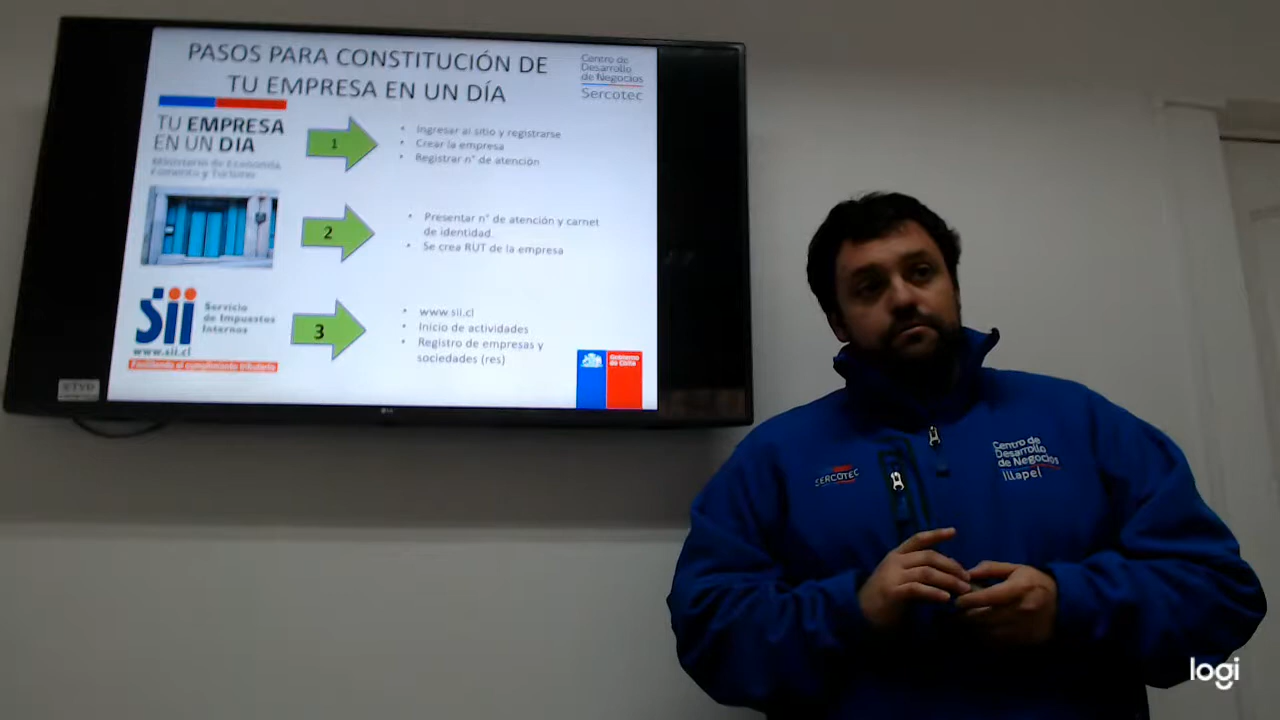 PASOS PARA CONSTITUCIÓN DE
TU EMPRESA EN UN DÍA
Centro de
Desarrollo
de Negocios
Sercotec
TU EMPRESA
EN UN DIA
Ministerio de Economía,
Fomento y Turismo
1
• Ingresar al sitio y registrarse
• Crear la empresa
• Registrar n° de atención
2
• Presentar n° de atención y carnet
de identidad.
• Se crea RUT de la empresa
sii
Servicio
de Impuestos
Internos
www.sii.cl
Facilitando el cumplimiento tributario
3
• www.sii.cl
• Inicio de actividades
• Registro de empresas y
sociedades (res)
Gobierno
de Chile
LG
SERCOTEC
Centro de
Desarrollo
de Negocios
Illapel
logi